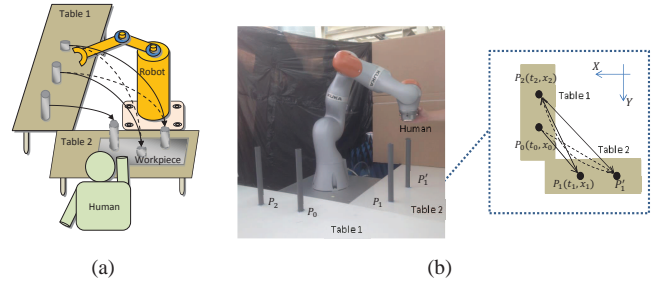 Table 1
Robot
Table 2
Workpiece
Human
(a)
KUKA
Human
P₂
P₀
P₁
P₁′
Table 2
Table 1
X
Y
P₂(t₂, x₂)
Table 1
P₀(t₀, x₀)
Table 2
P₁(t₁, x₁)
P₁′
(b)